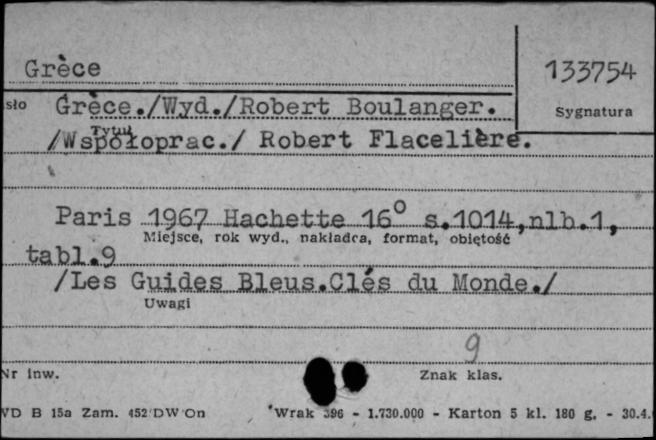 Grèce
133754
sło Grèce./Wyd./Robert Boulanger.
Sygnatura
Tytuł
/Współoprac./ Robert Flacelière.
Paris 1967 Hachette 16° s.1014,nlb.1,
Miejsce, rok wyd., nakładca, format, objętość
tabl.9
/Les Guides Bleus.Clés du Monde./
Uwagi
9
Nr inw.
Znak klas.
VD B 15a Zam. 452/DW/On
Wrak 396 - 1.730.000 - Karton 5 kl. 180 g. - 30.4.